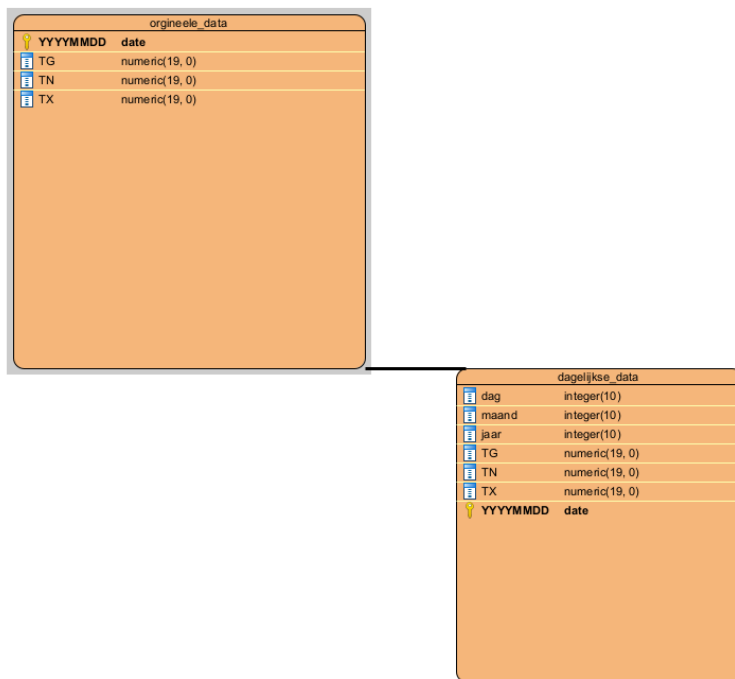 orgineele_data
YYYYMMDD date
TG numeric(19, 0)
TN numeric(19, 0)
TX numeric(19, 0)
dagelijkse_data
dag integer(10)
maand integer(10)
jaar integer(10)
TG numeric(19, 0)
TN numeric(19, 0)
TX numeric(19, 0)
YYYYMMDD date